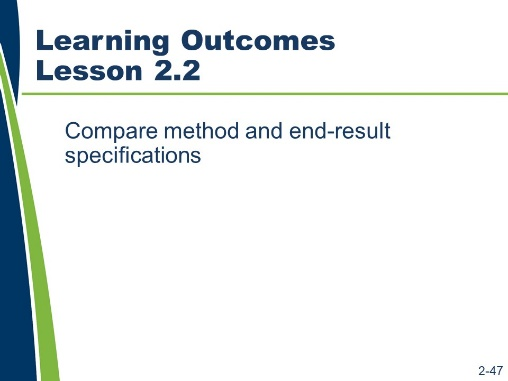 Learning Outcomes
Lesson 2.2
Compare method and end-result
specifications
2-47